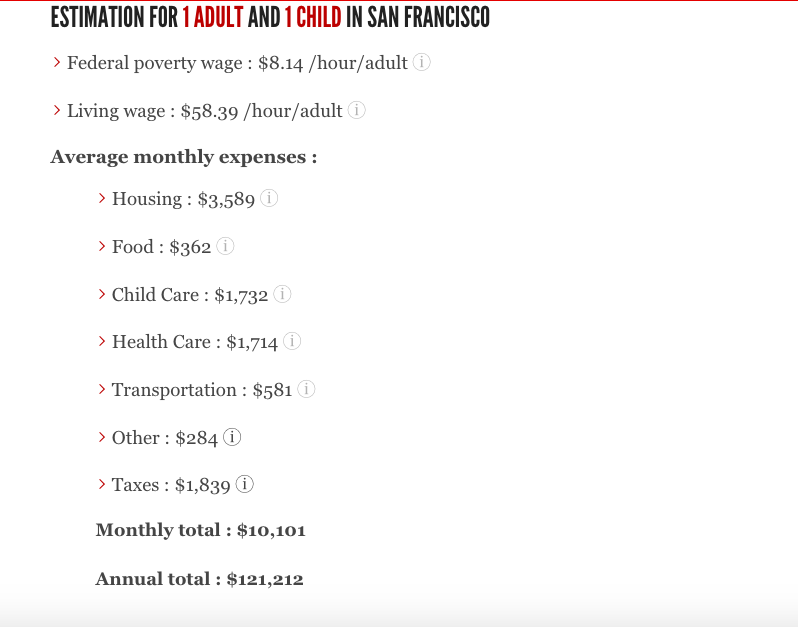 ESTIMATION FOR 1 ADULT AND 1 CHILD IN SAN FRANCISCO
> Federal poverty wage : $8.14 /hour/adult ⓘ
> Living wage : $58.39 /hour/adult ⓘ
Average monthly expenses :
> Housing : $3,589 ⓘ
> Food : $362 ⓘ
> Child Care : $1,732 ⓘ
> Health Care : $1,714 ⓘ
> Transportation : $581 ⓘ
> Other : $284 ⓘ
> Taxes : $1,839 ⓘ
Monthly total : $10,101
Annual total : $121,212